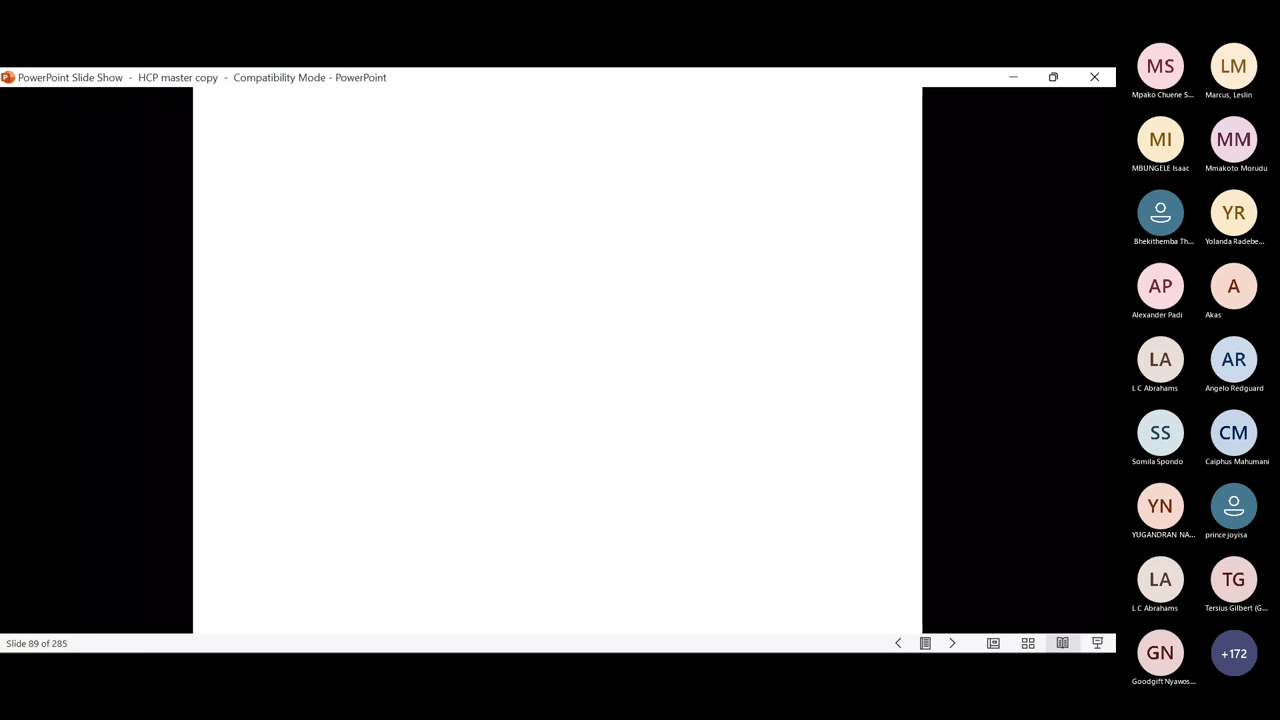 PowerPoint Slide Show - HCP master copy - Compatibility Mode - PowerPoint
MS LM
Mpako Chuene S... Marcus, Leslin
MI MM
MBUNGELE Isaac Mmakoto Morudu
YR
Bhekithemba Th... Yolanda Radebe...
AP A
Alexander Padi Akas
LA AR
L C Abrahams Angelo Redguard
SS CM
Somila Spondo Caiphus Mahumani
YN
YUGANDRAN NA... prince joyisa
LA TG
L C Abrahams Tersius Gilbert (G...
GN +172
Goodgift Nyawos...
Slide 89 of 285